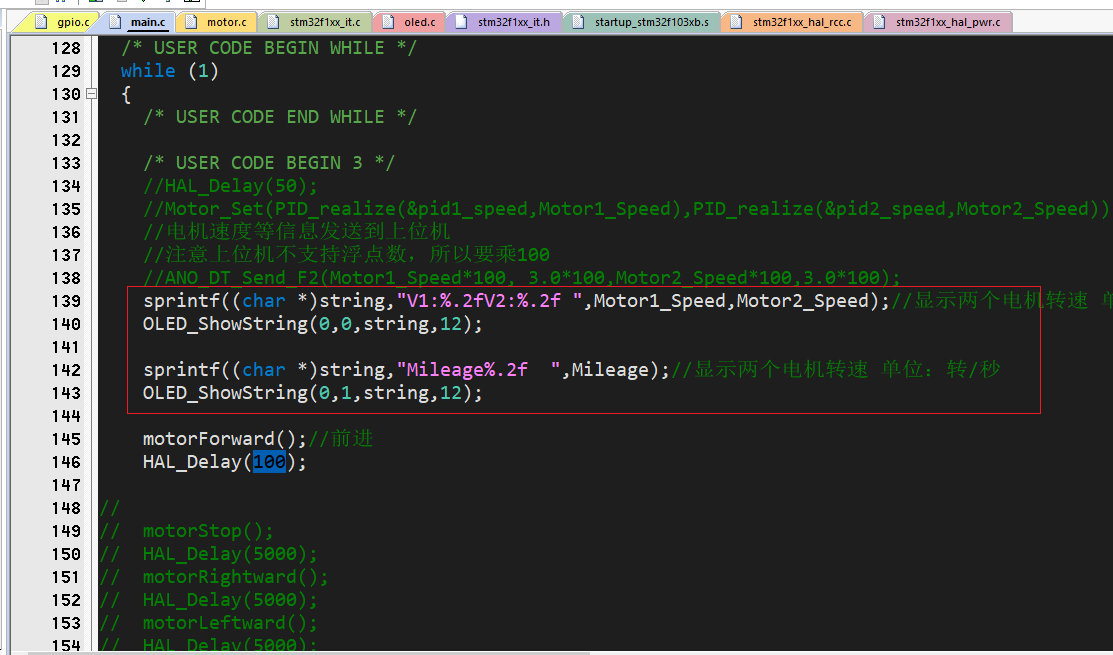 gpio.c main.c motor.c stm32f1xx_it.c oled.c stm32f1xx_it.h startup_stm32f103xb.s stm32f1xx_hal_rcc.c stm32f1xx_hal_pwr.c
128 /* USER CODE BEGIN WHILE */
129 while (1)
130 {
131 /* USER CODE END WHILE */
132
133 /* USER CODE BEGIN 3 */
134 //HAL_Delay(50);
135 //Motor_Set(PID_realize(&pid1_speed,Motor1_Speed),PID_realize(&pid2_speed,Motor2_Speed))
136 //电机速度等信息发送到上位机
137 //注意上位机不支持浮点数，所以要乘100
138 //ANO_DT_Send_F2(Motor1_Speed*100, 3.0*100,Motor2_Speed*100,3.0*100);
139 sprintf((char *)string,"V1:%.2fV2:%.2f ",Motor1_Speed,Motor2_Speed);//显示两个电机转速 单
140 OLED_ShowString(0,0,string,12);
141
142 sprintf((char *)string,"Mileage%.2f  ",Mileage);//显示两个电机转速 单位：转/秒
143 OLED_ShowString(0,1,string,12);
144
145 motorForward();//前进
146 HAL_Delay(100);
147
148 //
149 // motorStop();
150 // HAL_Delay(5000);
151 // motorRightward();
152 // HAL_Delay(5000);
153 // motorLeftward();
154 // HAL_Delay(5000);